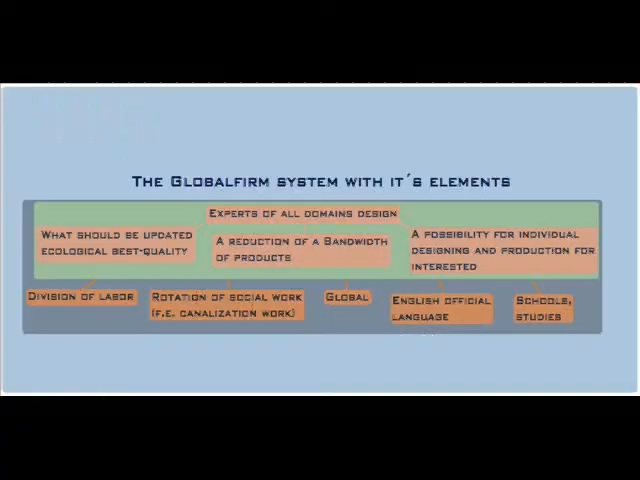 The Globalfirm system with it´s elements
Experts of all domains design
What should be updated
ecological best-quality
A reduction of a Bandwidth
of products
A possibility for individual
designing and production for
interested
Division of labor
Rotation of social work
(f.e. canalization work)
Global
English official
language
Schools,
studies